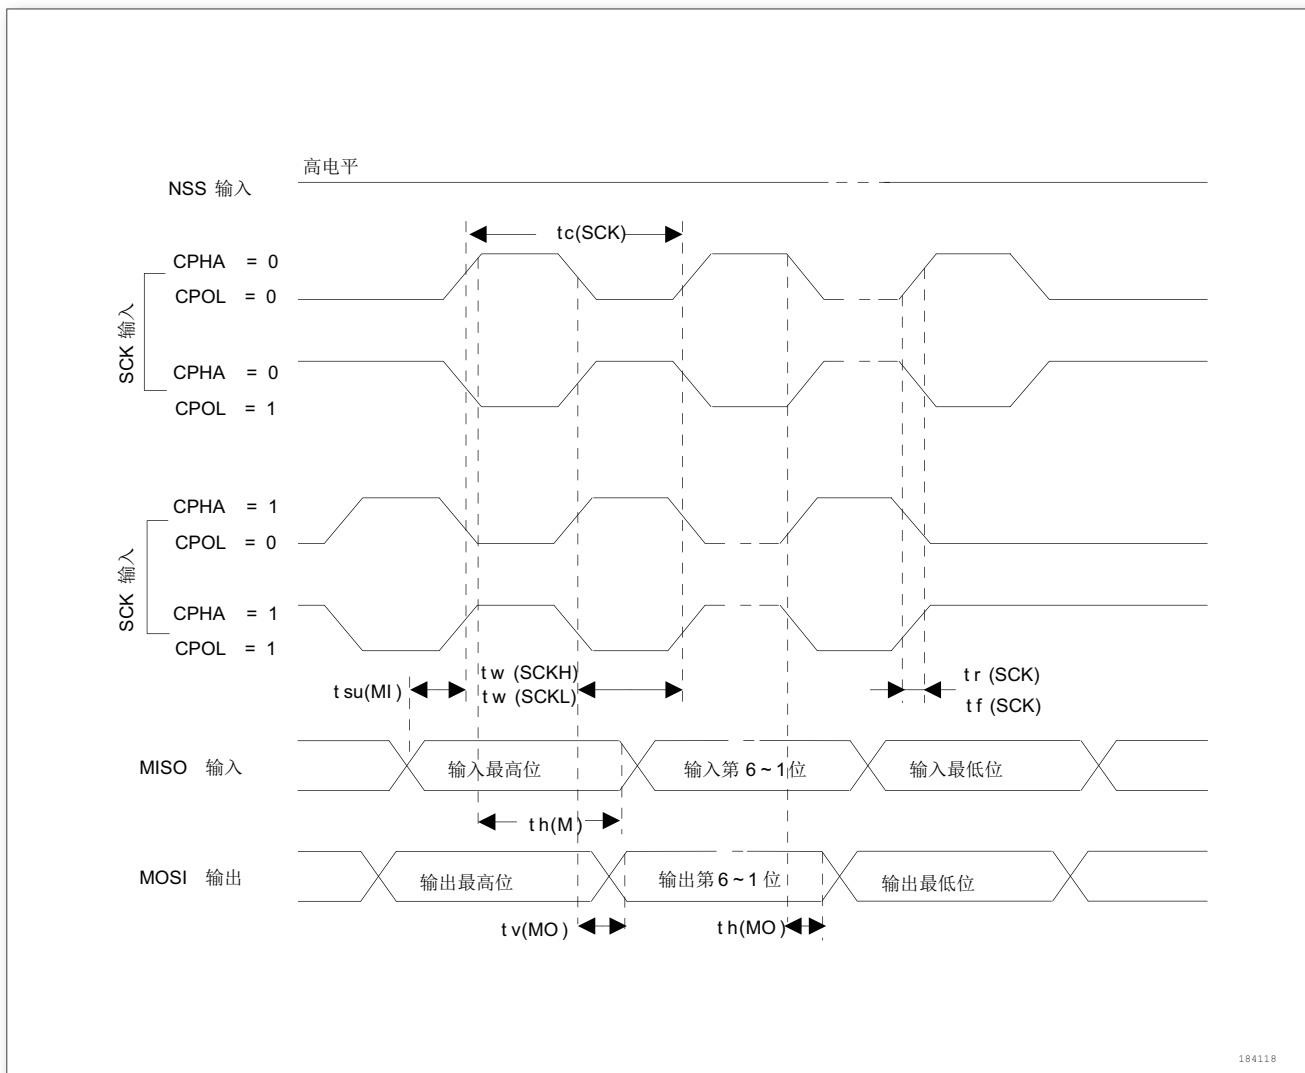 高电平
NSS 输入
tc(SCK)
CPHA = 0
CPOL = 0
SCK 输入
CPHA = 0
CPOL = 1
CPHA = 1
CPOL = 0
SCK 输入
CPHA = 1
CPOL = 1
tsu(MI)
tw (SCKH)
tw (SCKL)
tr (SCK)
tf (SCK)
MISO 输入
输入最高位
输入第 6 ~ 1 位
输入最低位
th(M)
MOSI 输出
输出最高位
输出第 6 ~ 1 位
输出最低位
tv(MO)
th(MO)
184118